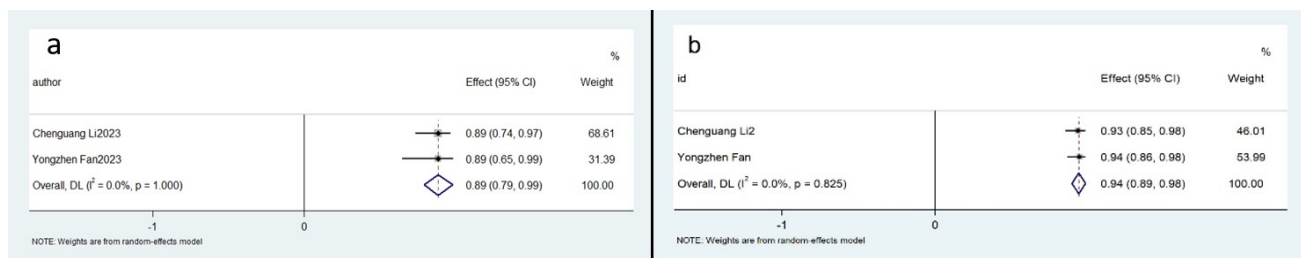 a
%
author Effect (95% CI) Weight
Chenguang Li2023 0.89 (0.74, 0.97) 68.61
Yongzhen Fan2023 0.89 (0.65, 0.99) 31.39
Overall, DL (I² = 0.0%, p = 1.000) 0.89 (0.79, 0.99) 100.00
-1 0
NOTE: Weights are from random-effects model
b
%
id Effect (95% CI) Weight
Chenguang Li2 0.93 (0.85, 0.98) 46.01
Yongzhen Fan 0.94 (0.86, 0.98) 53.99
Overall, DL (I² = 0.0%, p = 0.825) 0.94 (0.89, 0.98) 100.00
-1 0
NOTE: Weights are from random-effects model